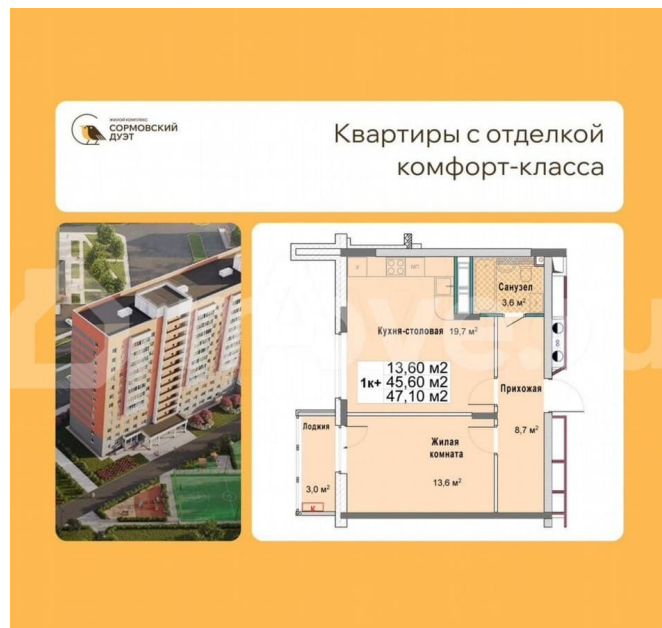 ЖИЛОЙ КОМПЛЕКС
СОРМОВСКИЙ
ДУЭТ
Квартиры с отделкой
комфорт-класса
Санузел
3.6 м²
Кухня-столовая 19,7 м²
13,60 м2
1к+ 45,60 м2
47,10 м2
Прихожая
8,7 м²
Лоджия
3,0 м²
К
Жилая
комната
13,6 м²